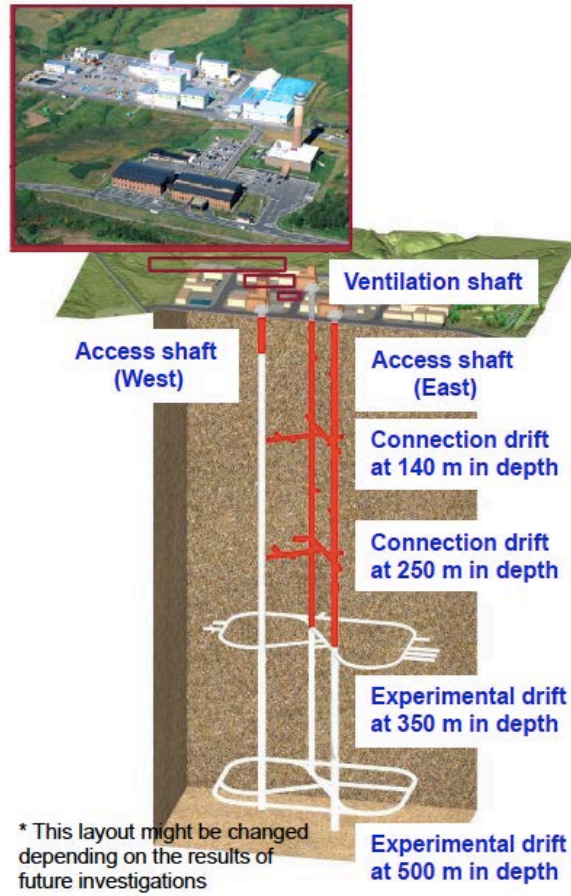 Ventilation shaft
Access shaft
(West)
Access shaft
(East)
Connection drift
at 140 m in depth
Connection drift
at 250 m in depth
Experimental drift
at 350 m in depth
* This layout might be changed
depending on the results of
future investigations
Experimental drift
at 500 m in depth